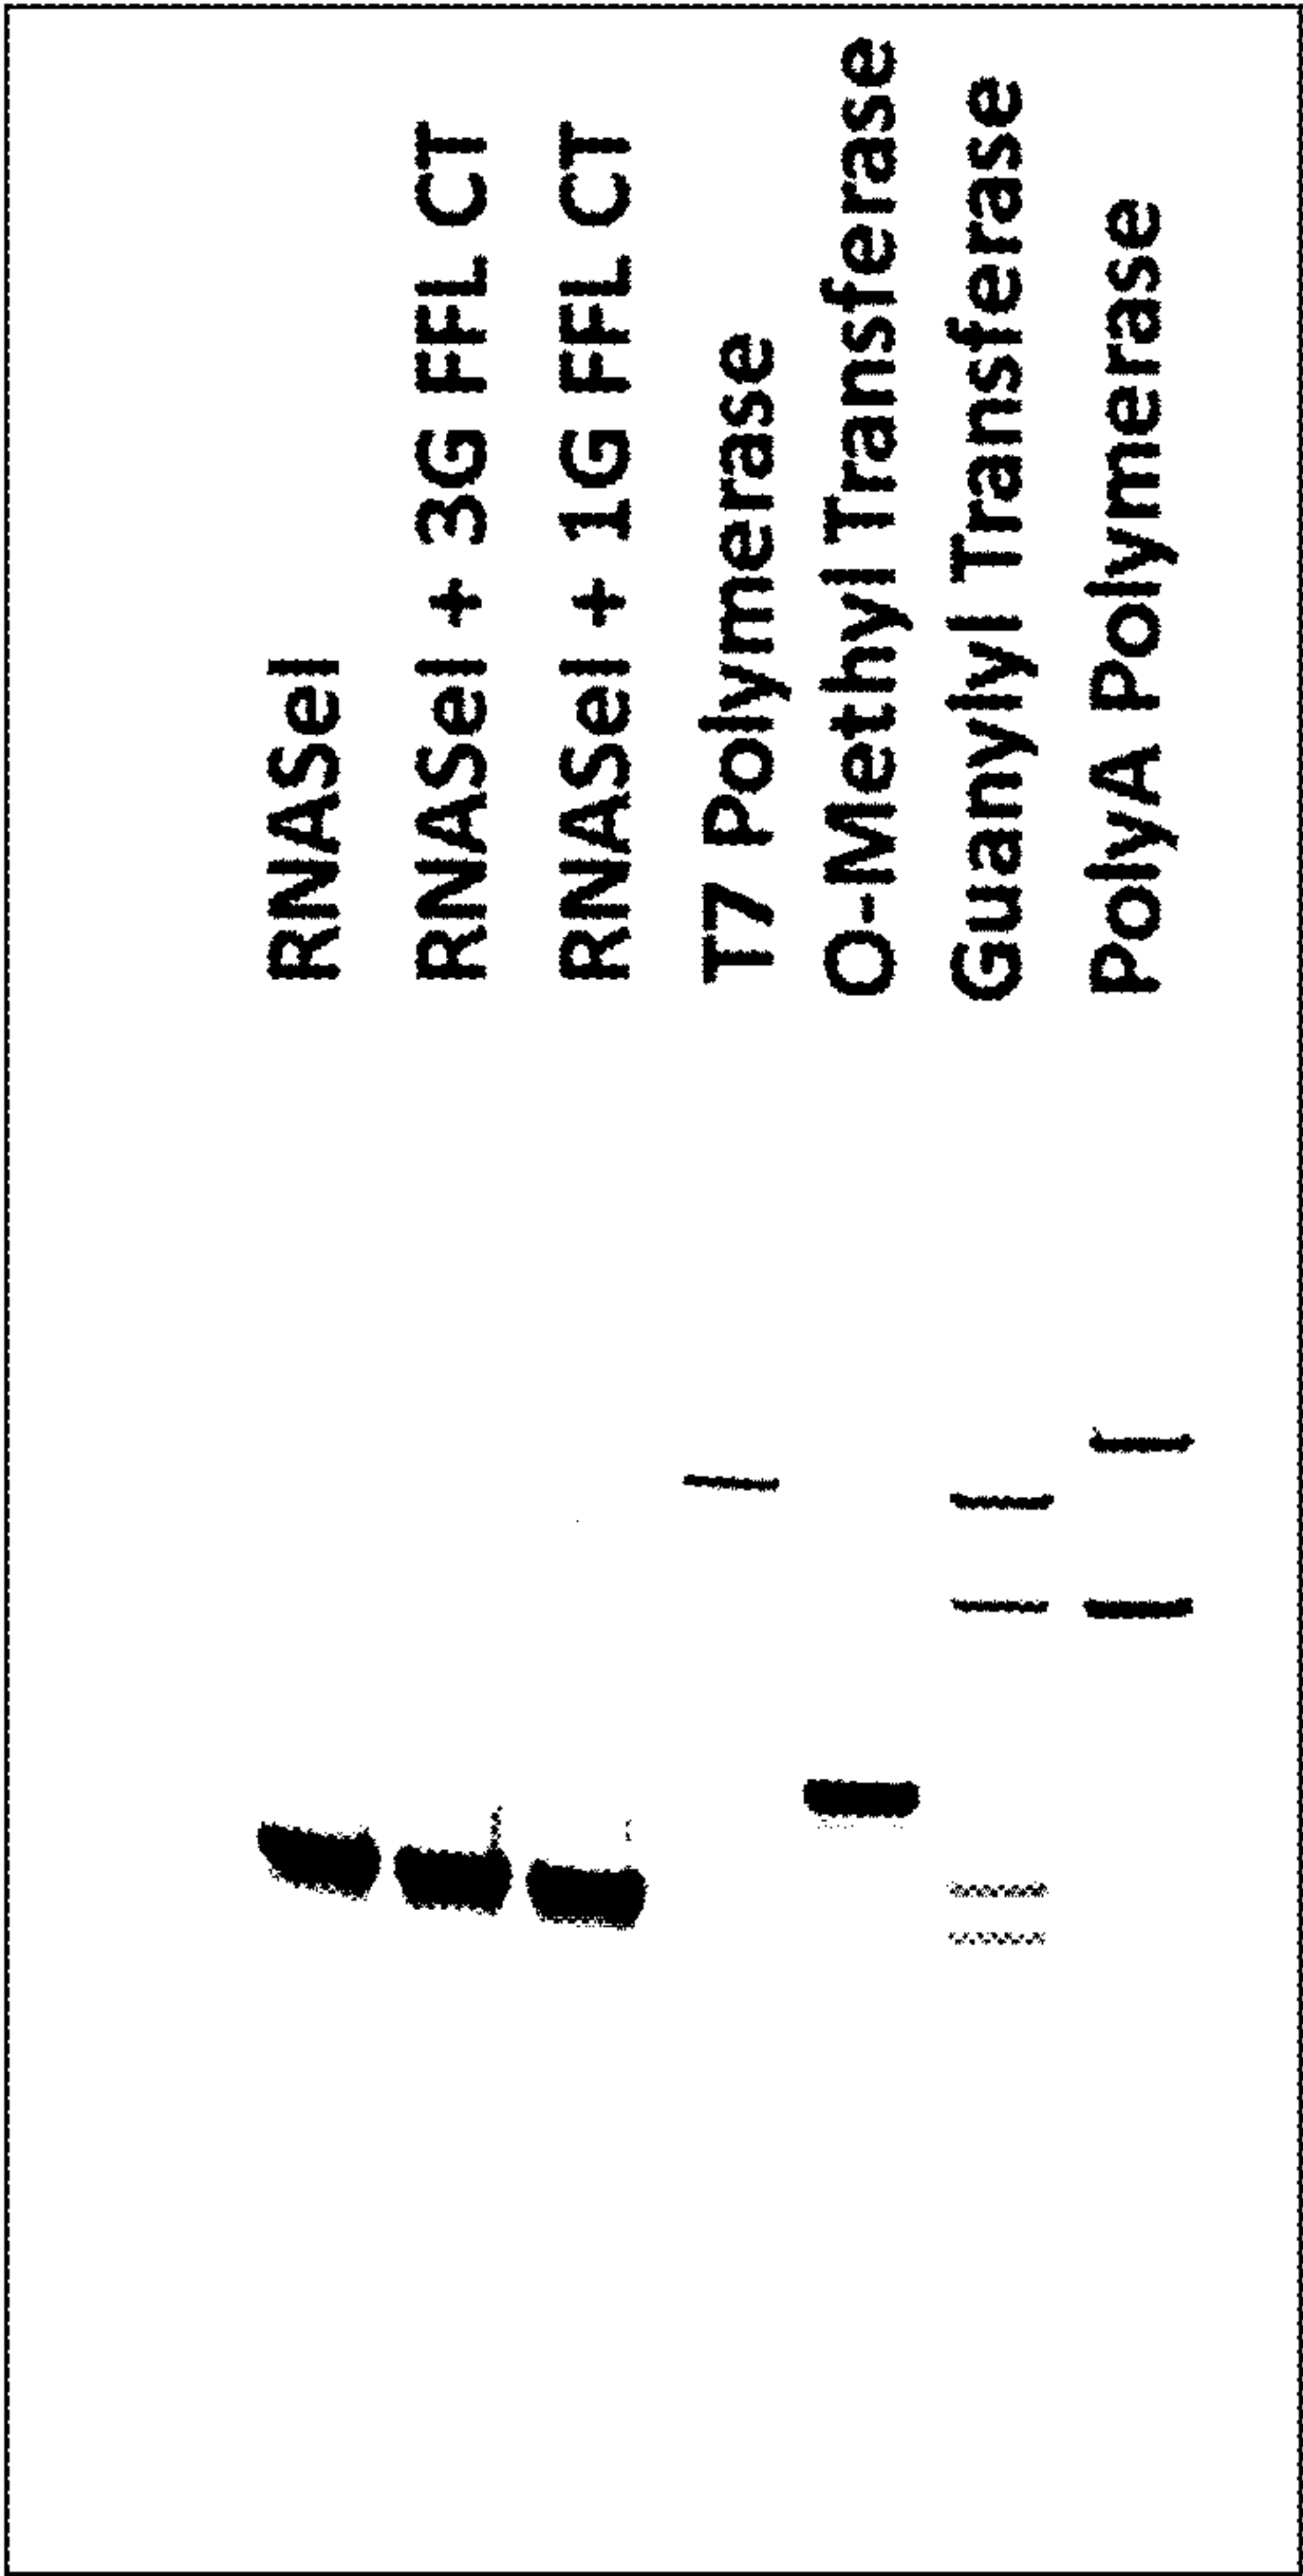 RNASeI
RNASeI + 3G FFL CT
RNASeI + 1G FFL CT
T7 Polymerase
O-Methyl Transferase
Guanylyl Transferase
PolyA Polymerase